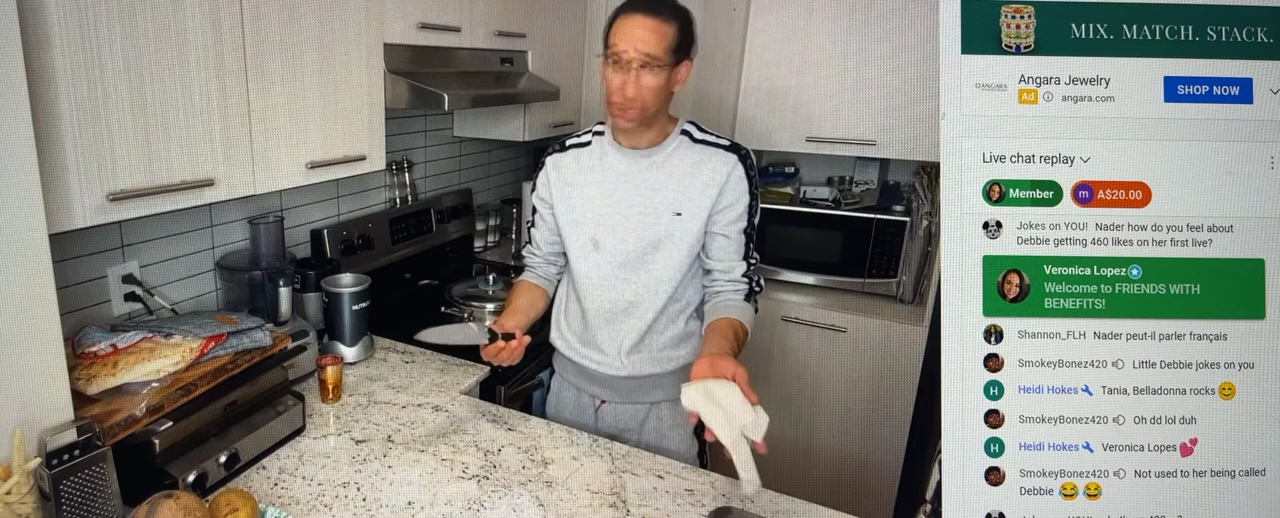 MIX. MATCH. STACK.
ANGARA
Angara Jewelry
Ad angara.com
SHOP NOW
Live chat replay
Member
m A$20.00
Jokes on YOU! Nader how do you feel about
Debbie getting 460 likes on her first live?
Veronica Lopez
Welcome to FRIENDS WITH
BENEFITS!
Shannon_FLH Nader peut-il parler français
SmokeyBonez420 Little Debbie jokes on you
H Heidi Hokes Tania, Belladonna rocks
SmokeyBonez420 Oh dd lol duh
H Heidi Hokes Veronica Lopes
SmokeyBonez420 Not used to her being called
Debbie